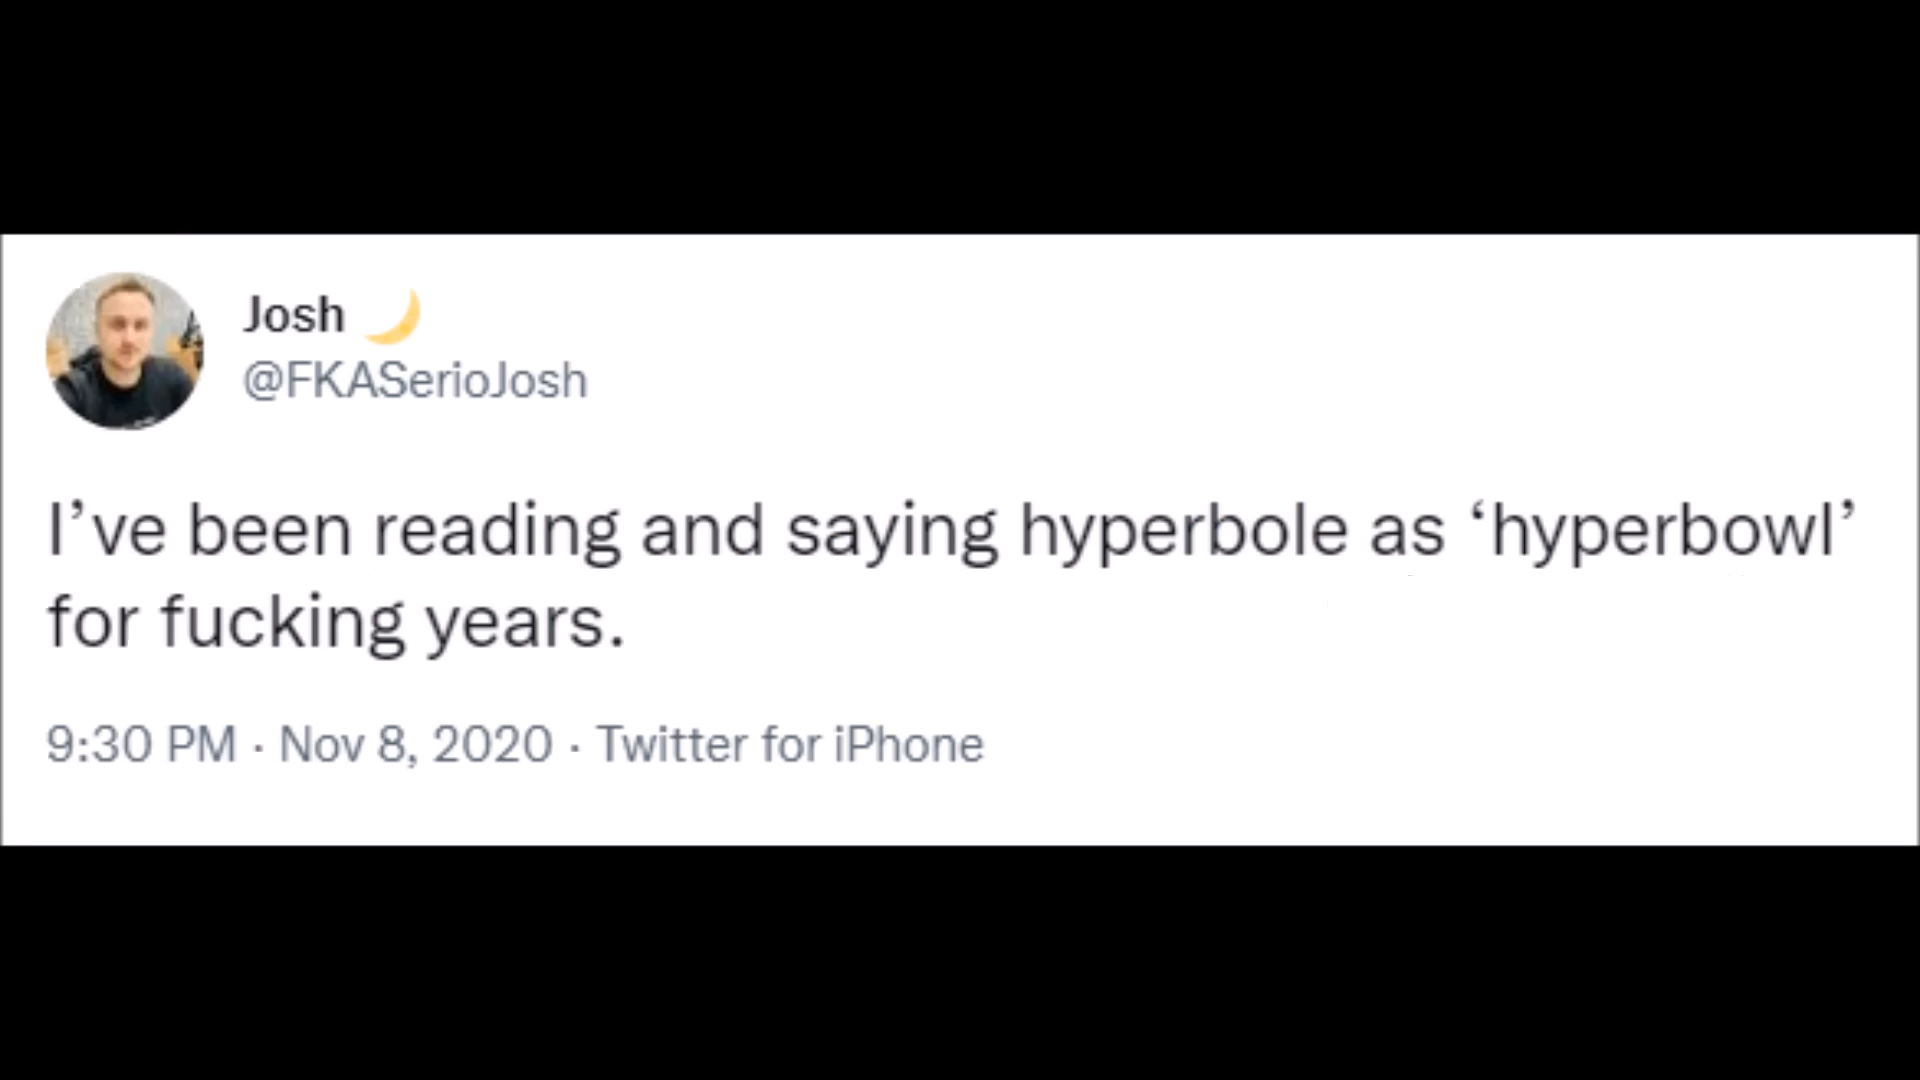 Josh 🌙
@FKASerioJosh
I’ve been reading and saying hyperbole as ‘hyperbowl’
for fucking years.
9:30 PM · Nov 8, 2020 · Twitter for iPhone